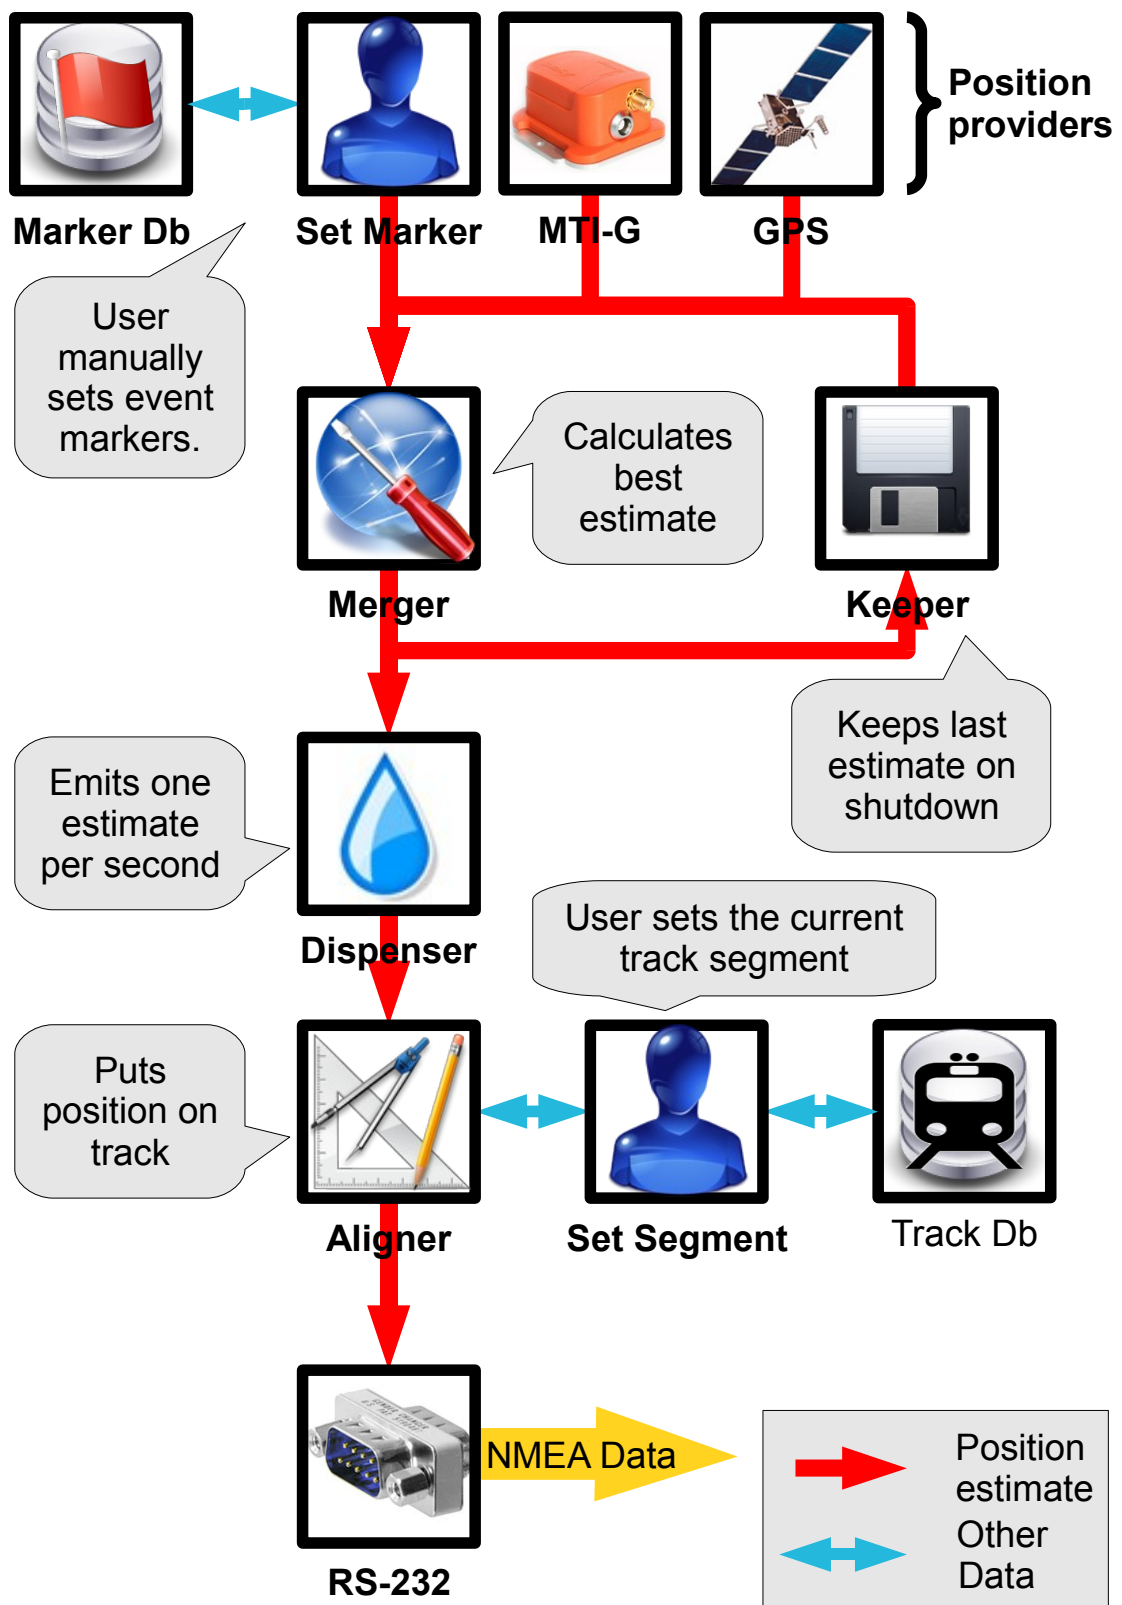 Position
providers
Marker Db
Set Marker
MTI-G
GPS
User
manually
sets event
markers.
Calculates
best
estimate
Merger
Keeper
Keeps last
estimate on
shutdown
Emits one
estimate
per second
Dispenser
User sets the current
track segment
Puts
position on
track
Aligner
Set Segment
Track Db
NMEA Data
RS-232
Position
estimate
Other
Data